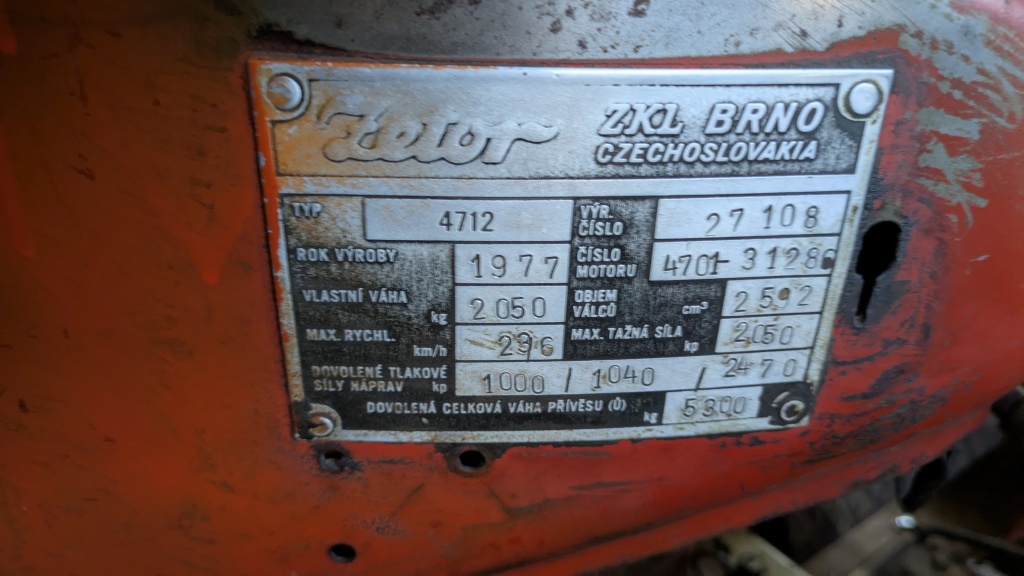 Zetor
ZKL BRNO
CZECHOSLOVAKIA
TYP 4712
VÝR. ČÍSLO 27108
ROK VÝROBY 1977
ČÍSLO MOTORU
VLASTNÍ VÁHA kg 2050
OBJEM VÁLCŮ cm³ 2592
MAX. RYCHL. km/h
MAX. TAŽNÁ SÍLA kp 2050
DOVOLENÉ TLAKOVÉ SÍLY NÁPRAV kp 1000 / 1040 / 2470
DOVOLENÁ CELKOVÁ VÁHA PŘÍVĚSU (Ů) kg 5300